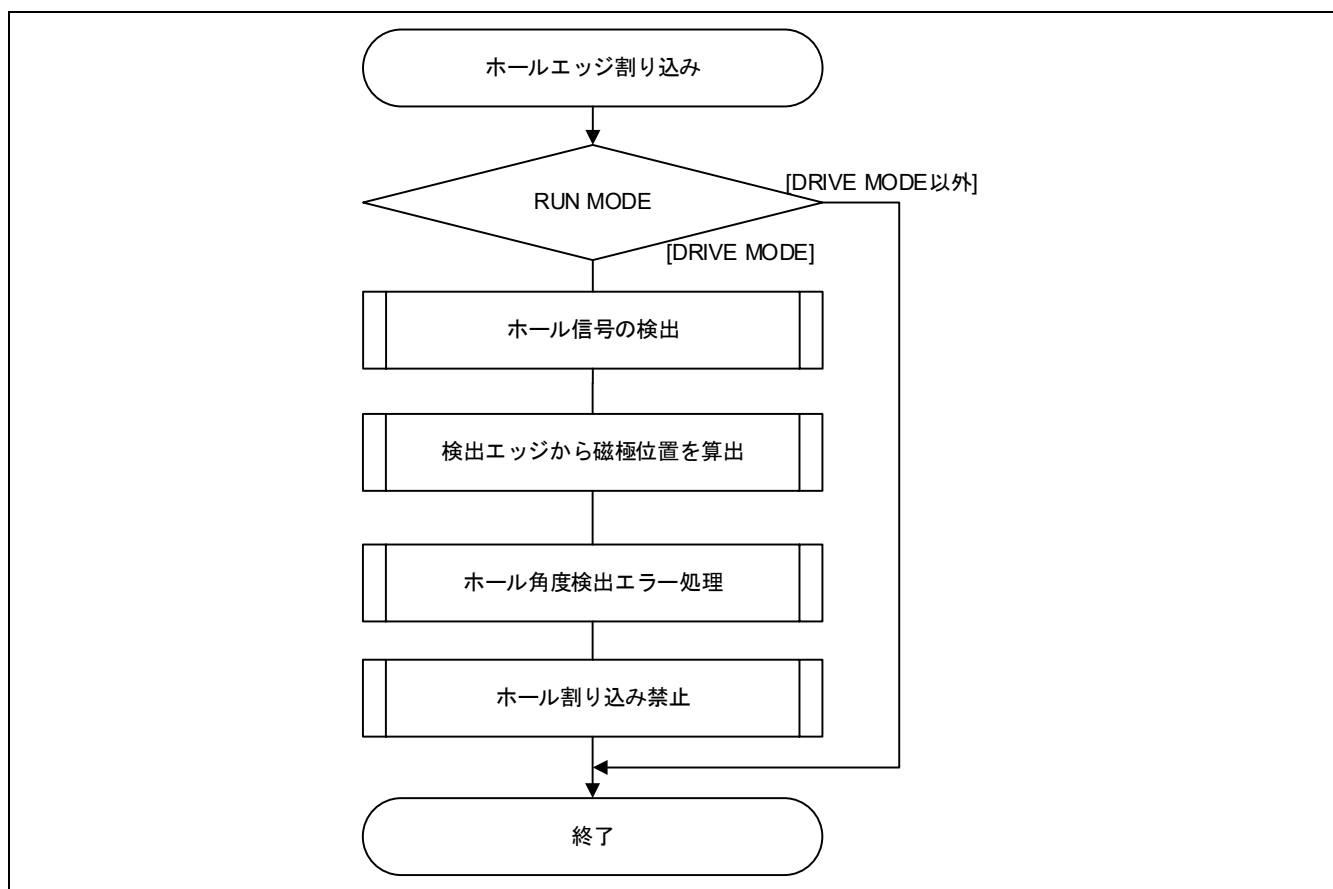 ホールエッジ割り込み
RUN MODE
[DRIVE MODE以外]
[DRIVE MODE]
ホール信号の検出
検出エッジから磁極位置を算出
ホール角度検出エラー処理
ホール割り込み禁止
終了